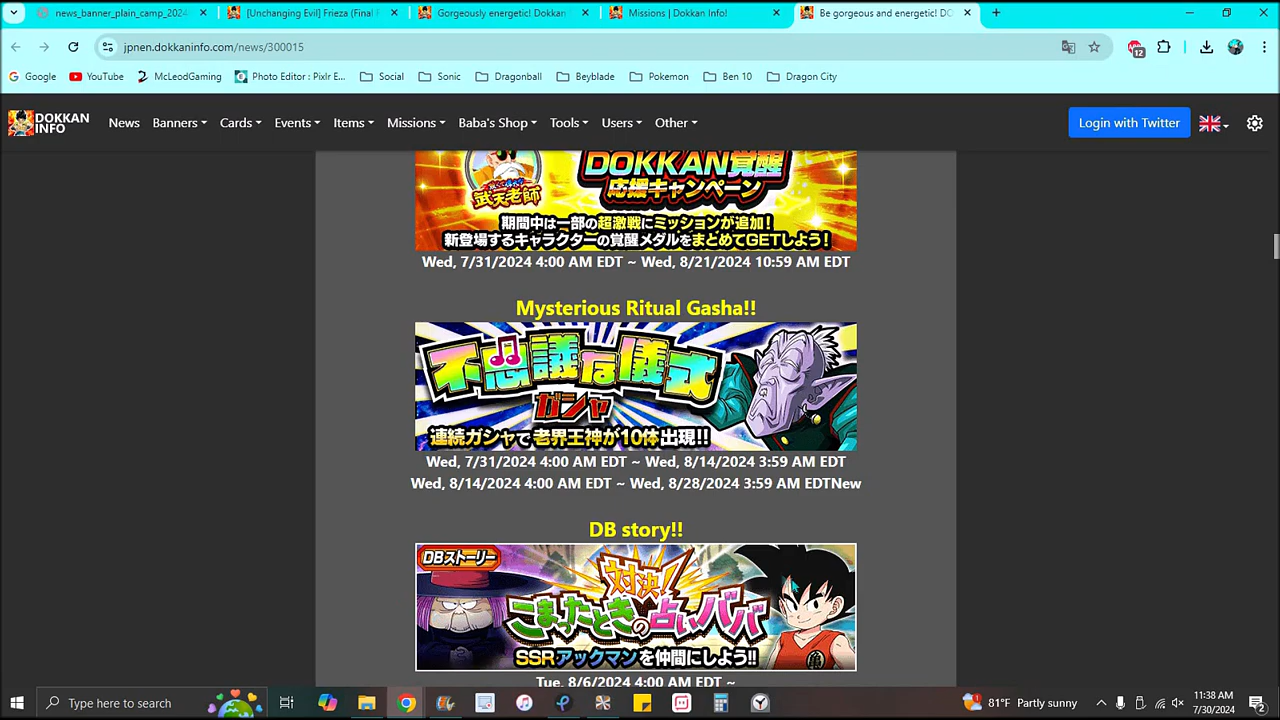 news_banner_plain_camp_2024
[Unchanging Evil] Frieza (Final F
Gorgeously energetic! Dokkan
Missions | Dokkan Info!
Be gorgeous and energetic! DO
jpnen.dokkaninfo.com/news/300015
12
Google
YouTube
McLeodGaming
Photo Editor : Pixlr E...
Social
Sonic
Dragonball
Beyblade
Pokemon
Ben 10
Dragon City
DOKKAN
INFO
News
Banners
Cards
Events
Items
Missions
Baba's Shop
Tools
Users
Other
Login with Twitter
DOKKAN覚醒
武天老師
応援キャンペーン
期間中は一部の超激戦にミッションが追加!
新登場するキャラクターの覚醒メダルをまとめてGETしよう!
Wed, 7/31/2024 4:00 AM EDT ~ Wed, 8/21/2024 10:59 AM EDT
Mysterious Ritual Gasha!!
不思議な儀式
ガシャ
連続ガシャで老界王神が10体出現!!
Wed, 7/31/2024 4:00 AM EDT ~ Wed, 8/14/2024 3:59 AM EDT
Wed, 8/14/2024 4:00 AM EDT ~ Wed, 8/28/2024 3:59 AM EDTNew
DB story!!
DBストーリー
対決!
こまったときの占いババ
亀
SSRアックマンを仲間にしよう!!
Tue, 8/6/2024 4:00 AM EDT ~
Type here to search
81°F Partly sunny
11:38 AM
7/30/2024
2